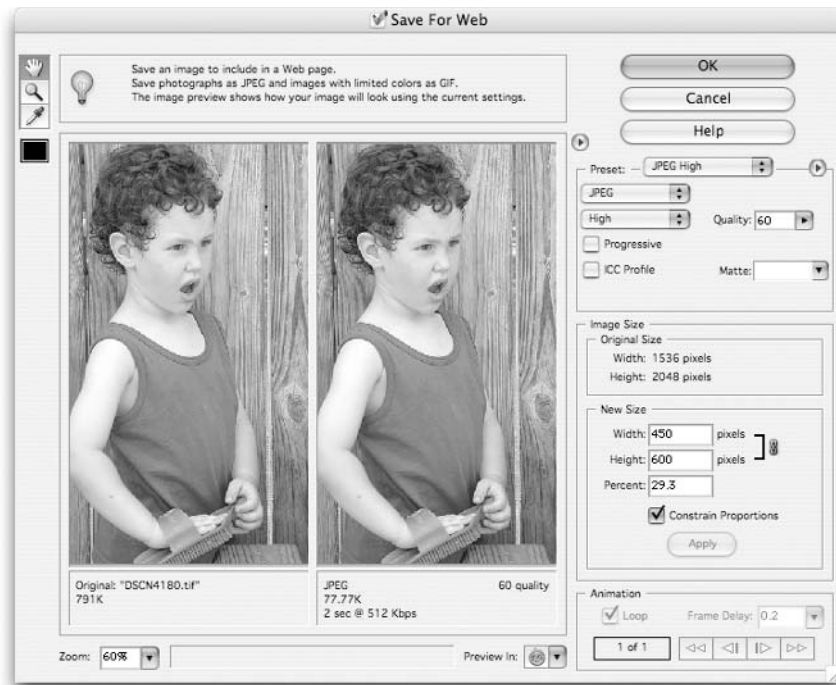 Save For Web
Save an image to include in a Web page.
Save photographs as JPEG and images with limited colors as GIF.
The image preview shows how your image will look using the current settings.
OK
Cancel
Help
Preset: JPEG High
JPEG
High Quality: 60
Progressive
ICC Profile Matte:
Image Size
Original Size
Width: 1536 pixels
Height: 2048 pixels
New Size
Width: 450 pixels
Height: 600 pixels
Percent: 29.3
Constrain Proportions
Apply
Original: "DSCN4180.tif"
791K
JPEG 60 quality
77.77K
2 sec @ 512 Kbps
Animation
Loop Frame Delay: 0.2
1 of 1
Zoom: 60% Preview In: